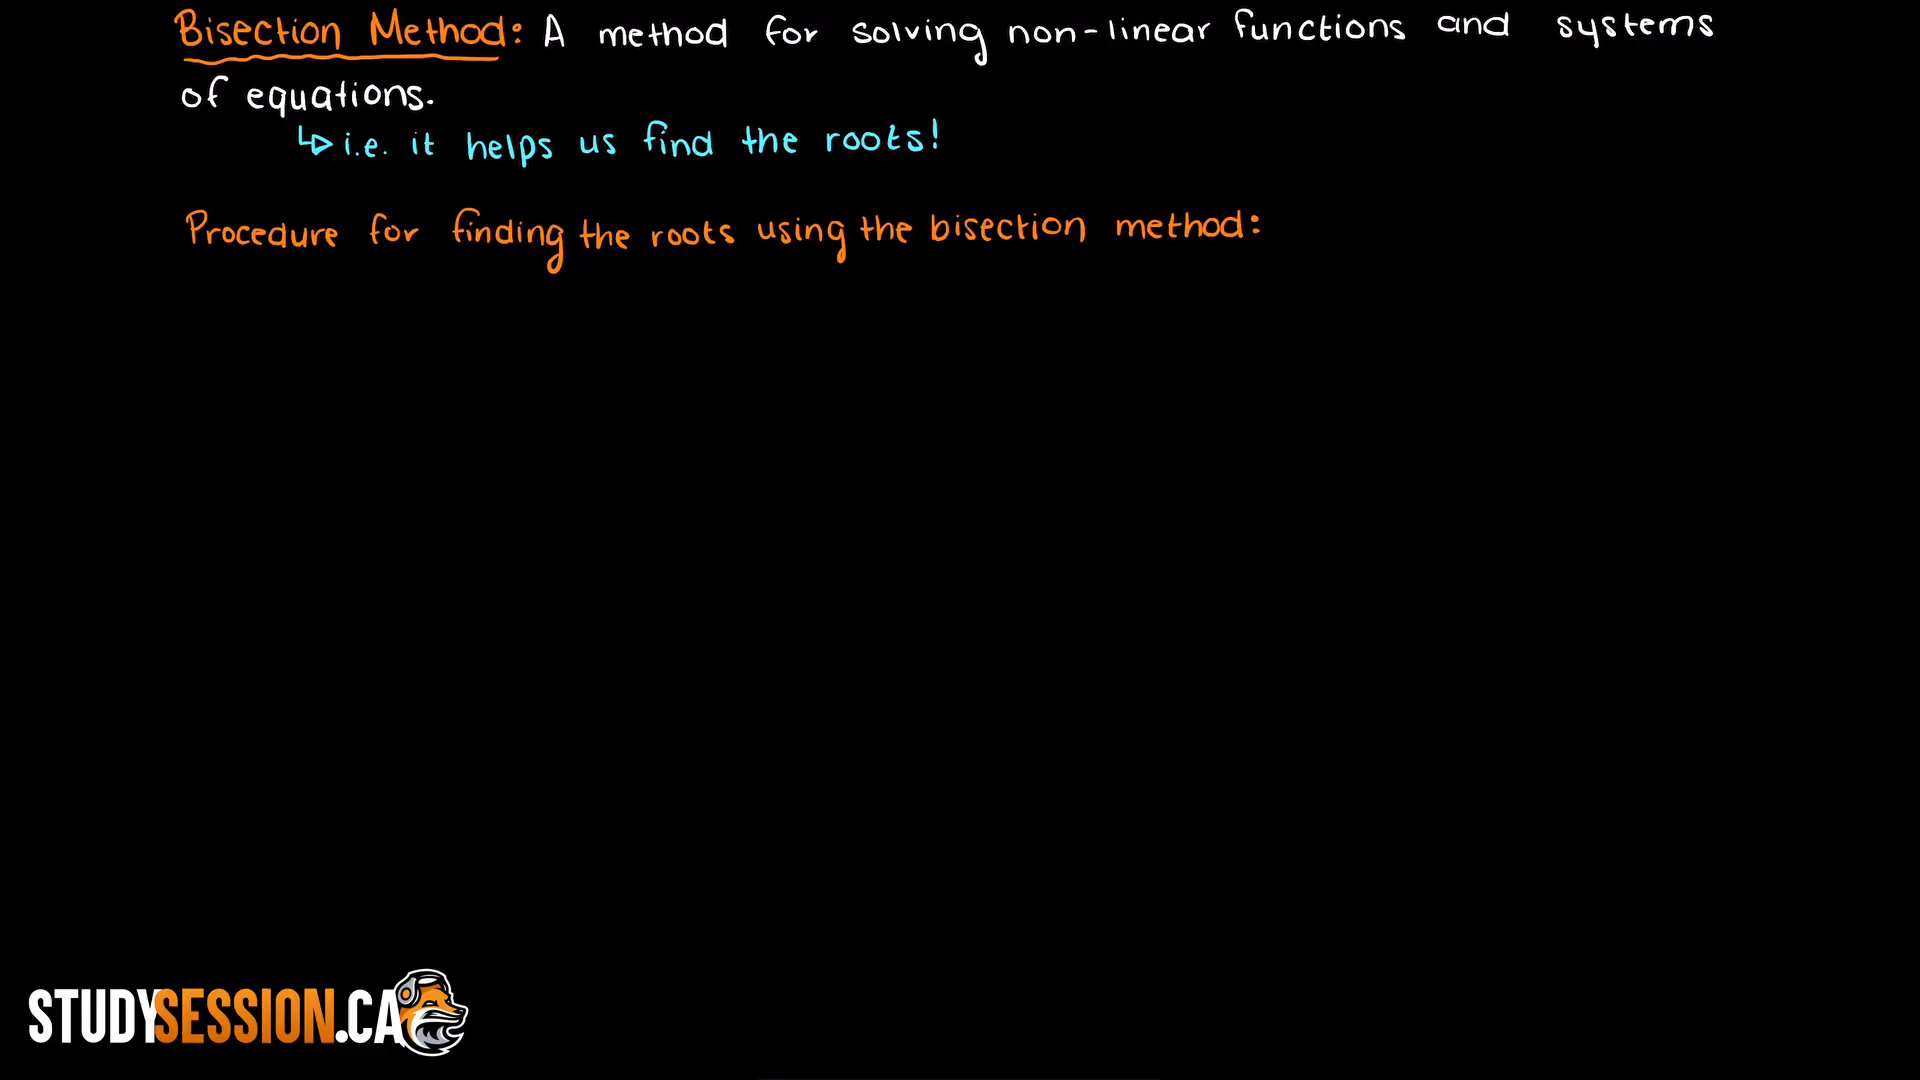 Bisection Method: A method for solving non-linear functions and systems
of equations.
↳ i.e. it helps us find the roots!
Procedure for finding the roots using the bisection method:
STUDYSESSION.CA